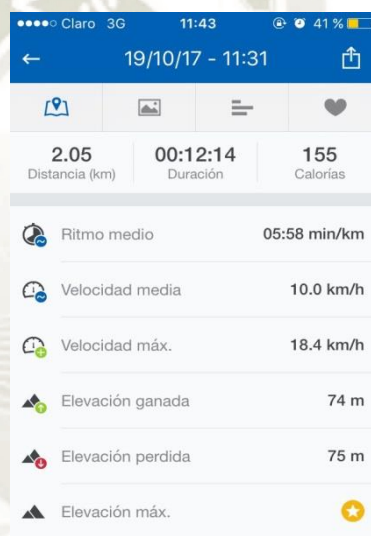 Claro 3G 11:43 41 %
19/10/17 - 11:31
2.05 00:12:14 155
Distancia (km) Duración Calorías
Ritmo medio 05:58 min/km
Velocidad media 10.0 km/h
Velocidad máx. 18.4 km/h
Elevación ganada 74 m
Elevación perdida 75 m
Elevación máx.